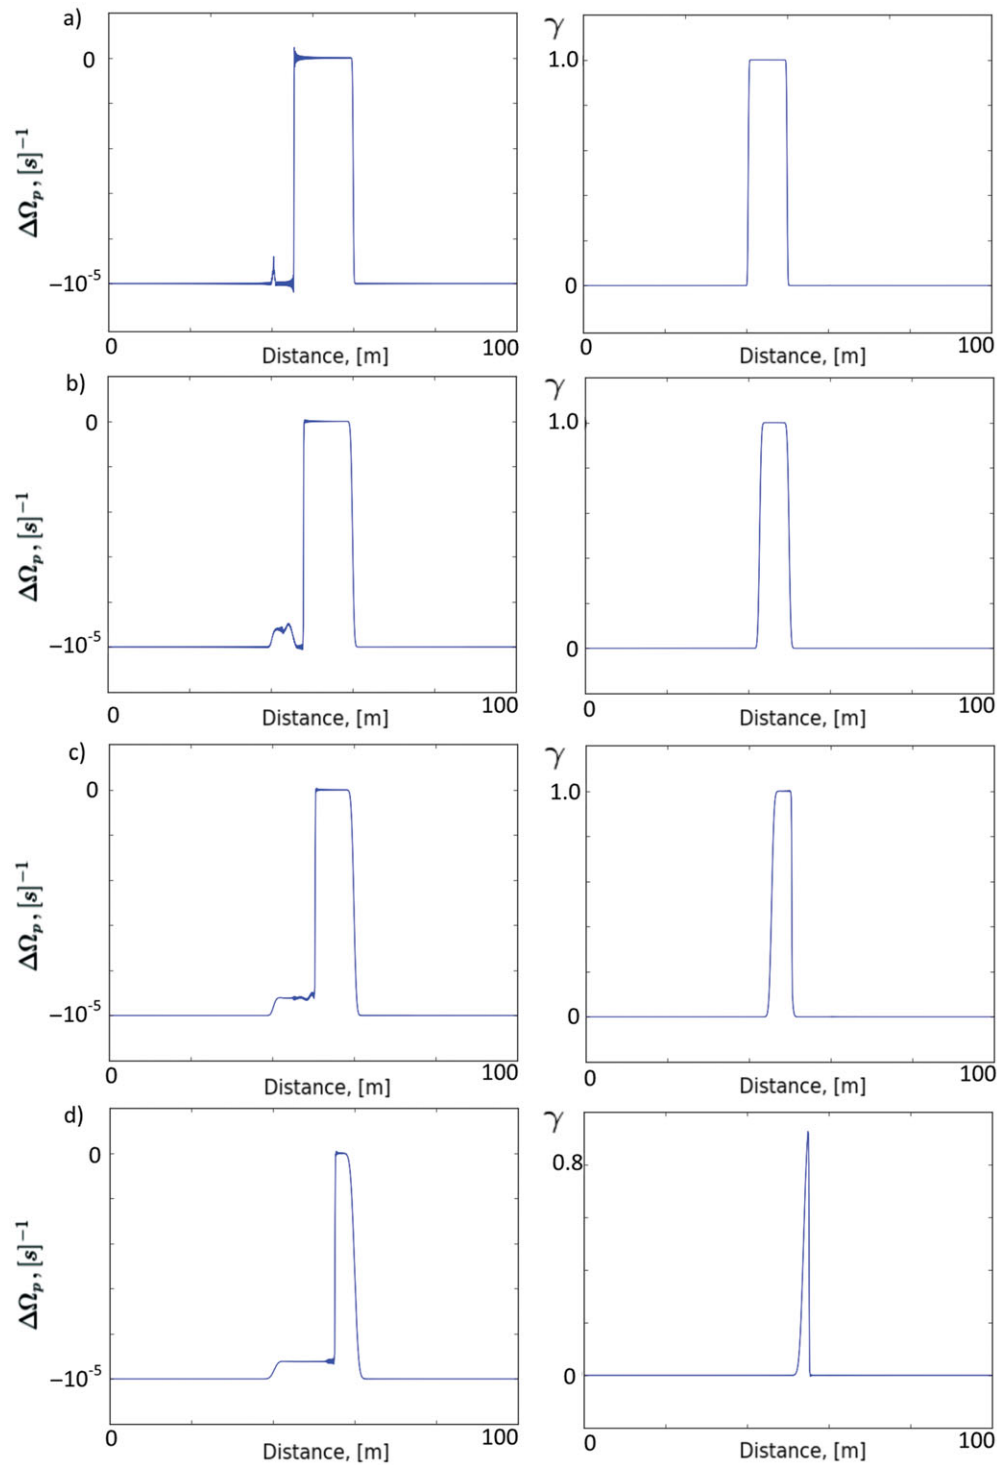 a)
γ
0
1.0
ΔΩp, [s]⁻¹
−10⁻⁵
0
0
100
0
100
Distance, [m]
Distance, [m]
b)
γ
0
1.0
ΔΩp, [s]⁻¹
−10⁻⁵
0
0
100
0
100
Distance, [m]
Distance, [m]
c)
γ
0
1.0
ΔΩp, [s]⁻¹
−10⁻⁵
0
0
100
0
100
Distance, [m]
Distance, [m]
d)
γ
0
0.8
ΔΩp, [s]⁻¹
−10⁻⁵
0
0
100
0
100
Distance, [m]
Distance, [m]